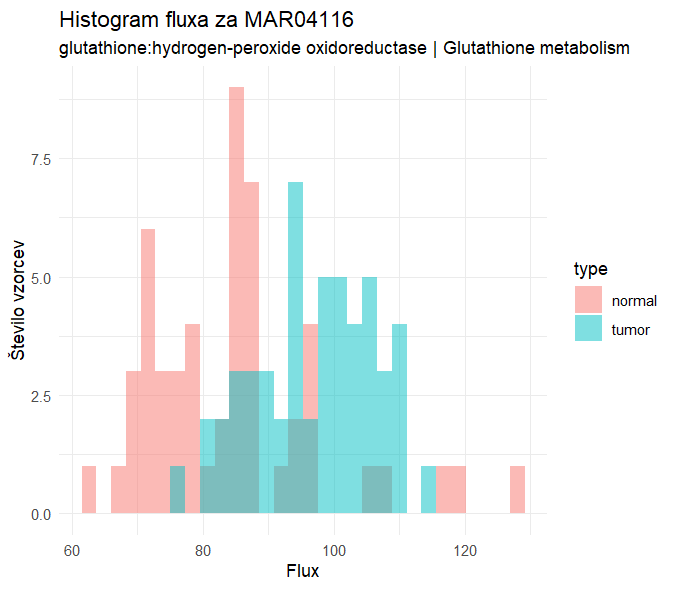 Histogram fluxa za MAR04116
glutathione:hydrogen-peroxide oxidoreductase | Glutathione metabolism
Število vzorcev
7.5
5.0
2.5
0.0
60
80
100
120
Flux
type
normal
tumor